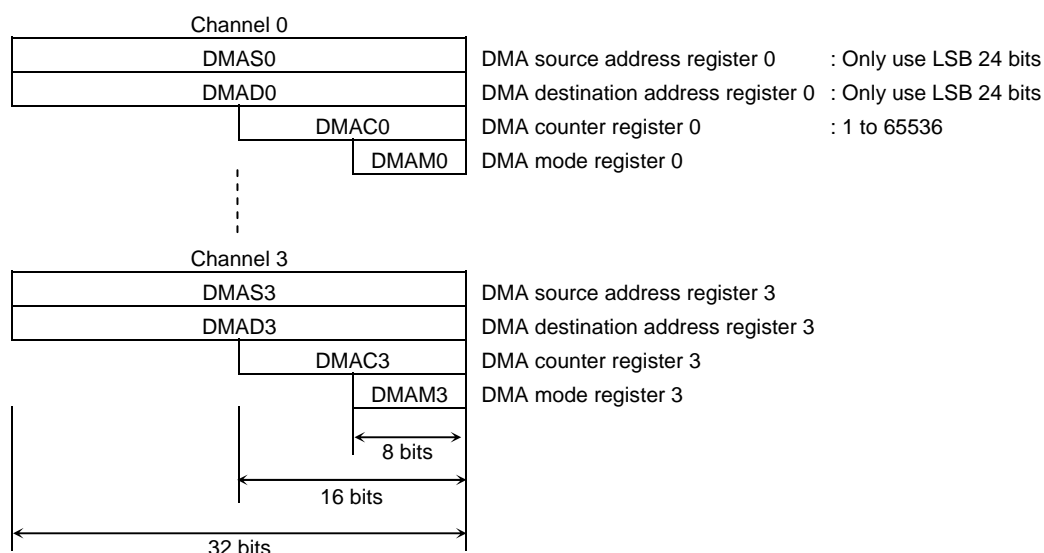 Channel 0
DMAS0 DMA source address register 0 : Only use LSB 24 bits
DMAD0 DMA destination address register 0 : Only use LSB 24 bits
DMAC0 DMA counter register 0 : 1 to 65536
DMAM0 DMA mode register 0
Channel 3
DMAS3 DMA source address register 3
DMAD3 DMA destination address register 3
DMAC3 DMA counter register 3
DMAM3 DMA mode register 3
8 bits
16 bits
32 bits